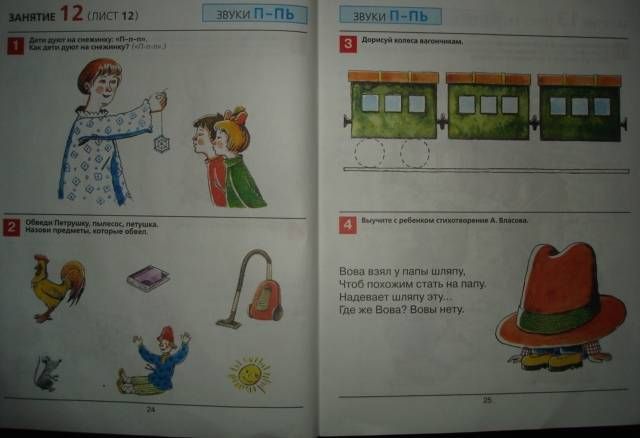 ЗАНЯТИЕ 12 (ЛИСТ 12)
ЗВУКИ П–ПЬ
1
Дети дуют на снежинку: «П-п-п».
Как дети дуют на снежинку? («П-п-п».)
2
Обведи Петрушку, пылесос, петушка.
Назови предметы, которые обвел.
24
ЗВУКИ П–ПЬ
3
Дорисуй колеса вагончикам.
4
Выучите с ребенком стихотворение А. Власова.
Вова взял у папы шляпу,
Чтоб похожим стать на папу.
Надевает шляпу эту...
Где же Вова? Вовы нету.
25